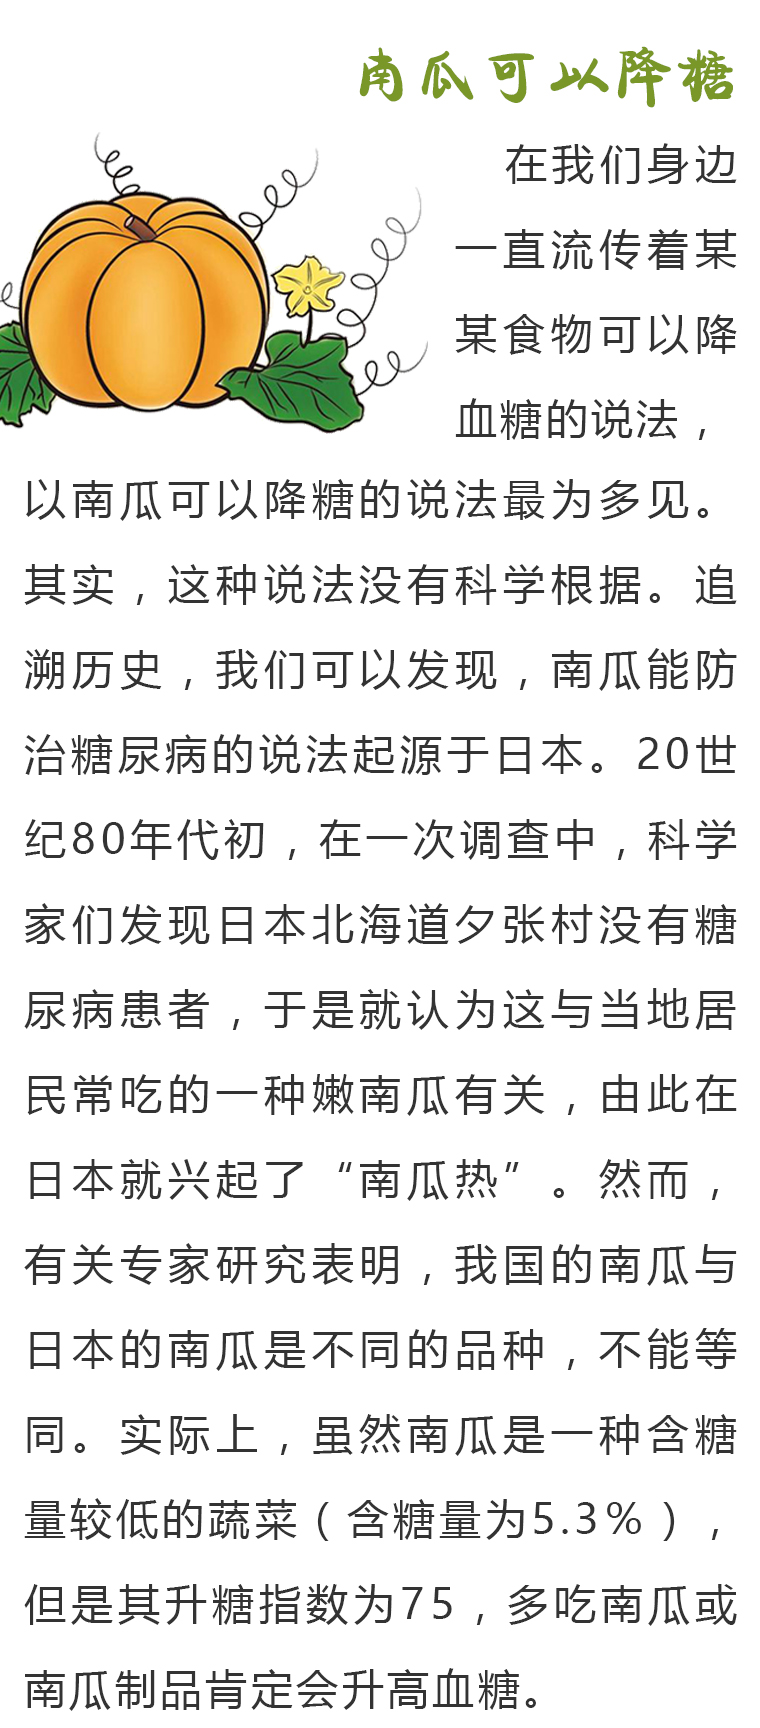 南瓜可以降糖
在我们身边
一直流传着某
某食物可以降
血糖的说法，
以南瓜可以降糖的说法最为多见。
其实，这种说法没有科学根据。追
溯历史，我们可以发现，南瓜能防
治糖尿病的说法起源于日本。20世
纪80年代初，在一次调查中，科学
家们发现日本北海道夕张村没有糖
尿病患者，于是就认为这与当地居
民常吃的一种嫩南瓜有关，由此在
日本就兴起了“南瓜热”。然而，
有关专家研究表明，我国的南瓜与
日本的南瓜是不同的品种，不能等
同。实际上，虽然南瓜是一种含糖
量较低的蔬菜（含糖量为5.3%），
但是其升糖指数为75，多吃南瓜或
南瓜制品肯定会升高血糖。